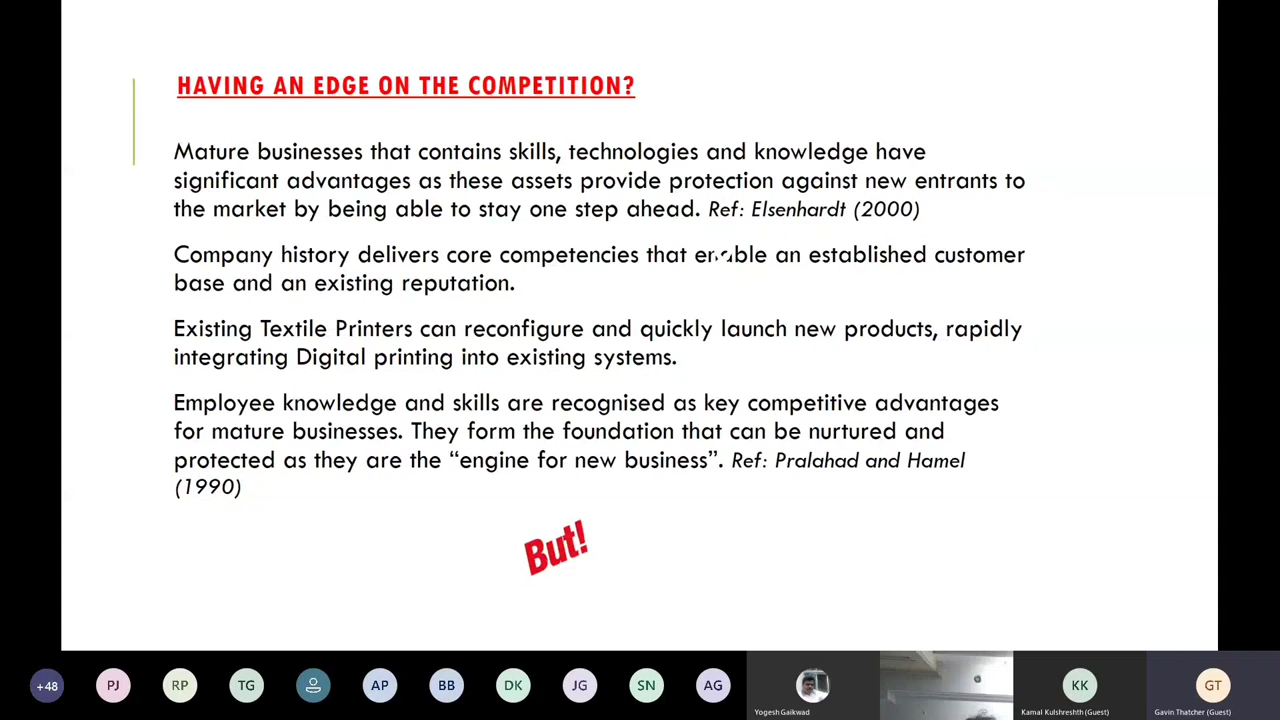 HAVING AN EDGE ON THE COMPETITION?
Mature businesses that contains skills, technologies and knowledge have
significant advantages as these assets provide protection against new entrants to
the market by being able to stay one step ahead. Ref: Elsenhardt (2000)
Company history delivers core competencies that enable an established customer
base and an existing reputation.
Existing Textile Printers can reconfigure and quickly launch new products, rapidly
integrating Digital printing into existing systems.
Employee knowledge and skills are recognised as key competitive advantages
for mature businesses. They form the foundation that can be nurtured and
protected as they are the “engine for new business”. Ref: Pralahad and Hamel
(1990)
But!
+48 PJ RP TG AP BB DK JG SN AG KK GT
Yogesh Gaikwad Kamal Kulshreshth (Guest) Gavin Thatcher (Guest)